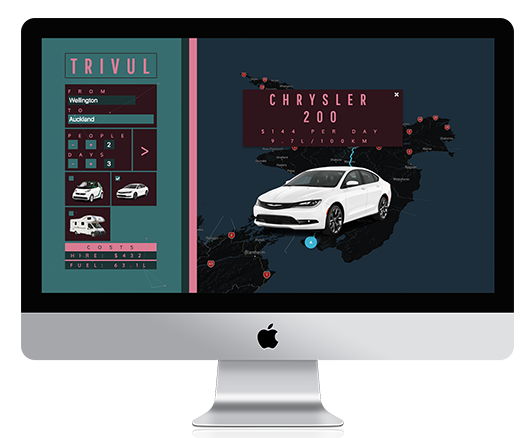 TRIVUL
FROM
Wellington
TO
Auckland
PEOPLE
- + 2
DAYS
- + 3
>
COSTS
HIRE: $432
FUEL: 63.1L
CHRYSLER
200
$144 PER DAY
9.7L/100KM
×
A
Blenheim